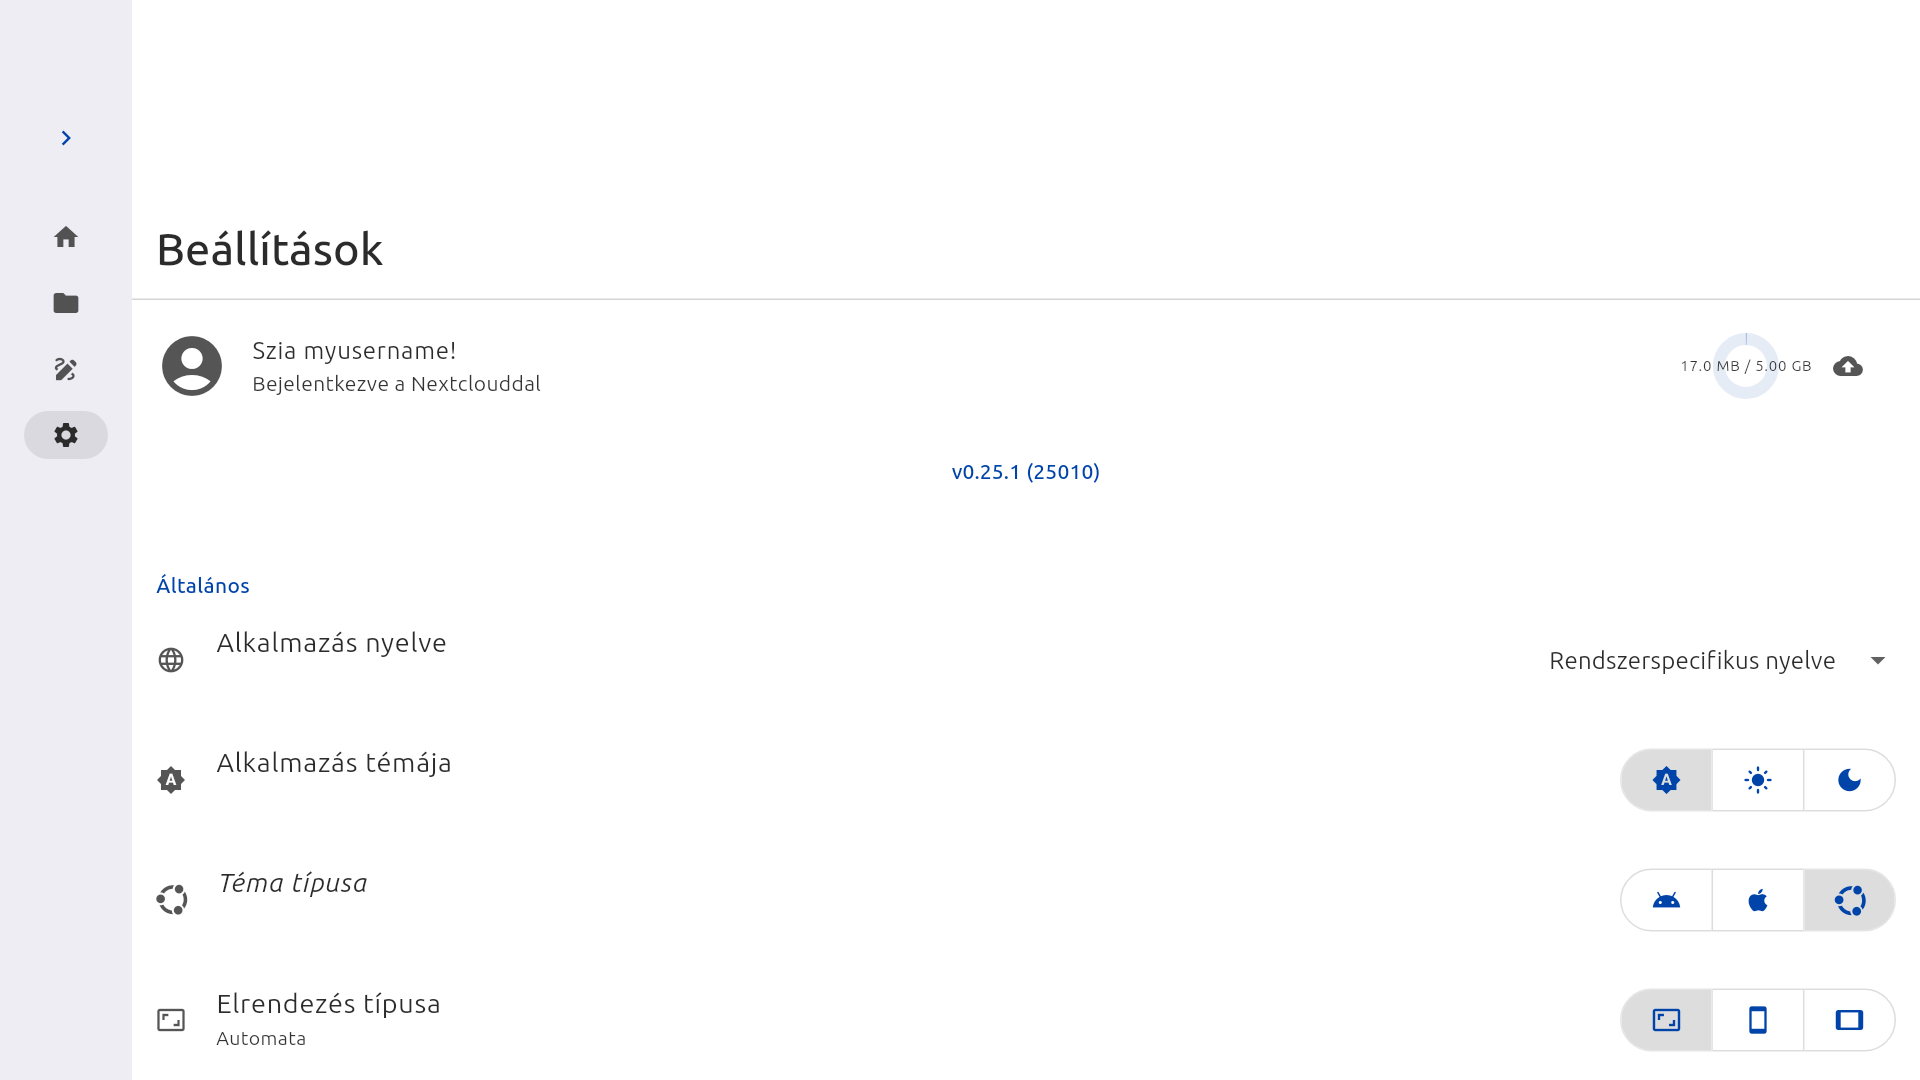 Beállítások
Szia myusername!
Bejelentkezve a Nextclouddal
17.0 MB / 5.00 GB
v0.25.1 (25010)
Általános
Alkalmazás nyelve
Rendszerspecifikus nyelve
Alkalmazás témája
Téma típusa
Elrendezés típusa
Automata